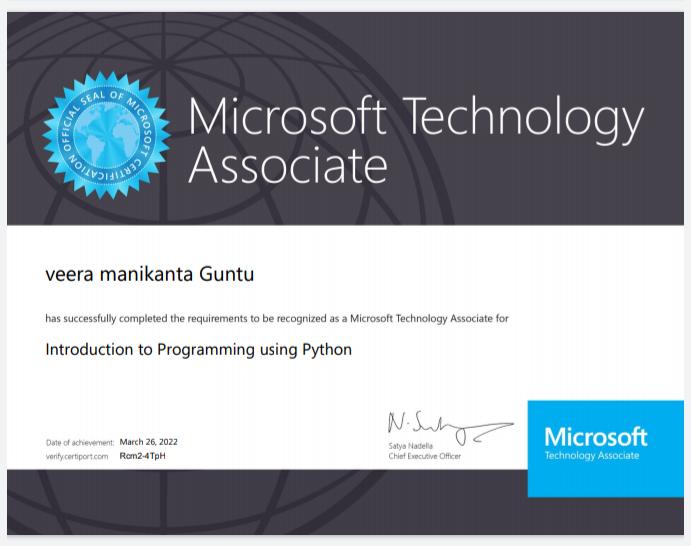 OFFICIAL SEAL OF MICROSOFT CERTIFICATION
Microsoft Technology
Associate
veera manikanta Guntu
has successfully completed the requirements to be recognized as a Microsoft Technology Associate for
Introduction to Programming using Python
Date of achievement: March 26, 2022
verify.certiport.com Rcm2-4TpH
N. Satya
Satya Nadella
Chief Executive Officer
Microsoft
Technology Associate